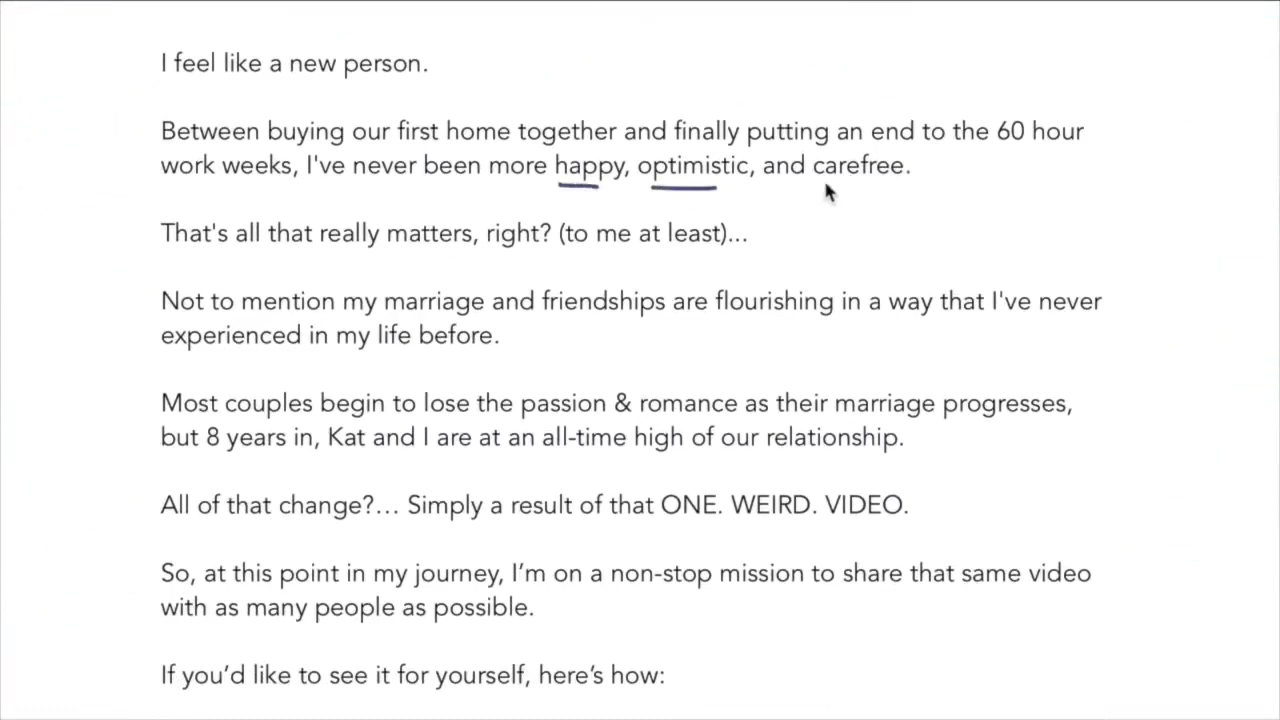 I feel like a new person.
Between buying our first home together and finally putting an end to the 60 hour
work weeks, I've never been more happy, optimistic, and carefree.
That's all that really matters, right? (to me at least)...
Not to mention my marriage and friendships are flourishing in a way that I've never
experienced in my life before.
Most couples begin to lose the passion & romance as their marriage progresses,
but 8 years in, Kat and I are at an all-time high of our relationship.
All of that change?… Simply a result of that ONE. WEIRD. VIDEO.
So, at this point in my journey, I’m on a non-stop mission to share that same video
with as many people as possible.
If you’d like to see it for yourself, here’s how: